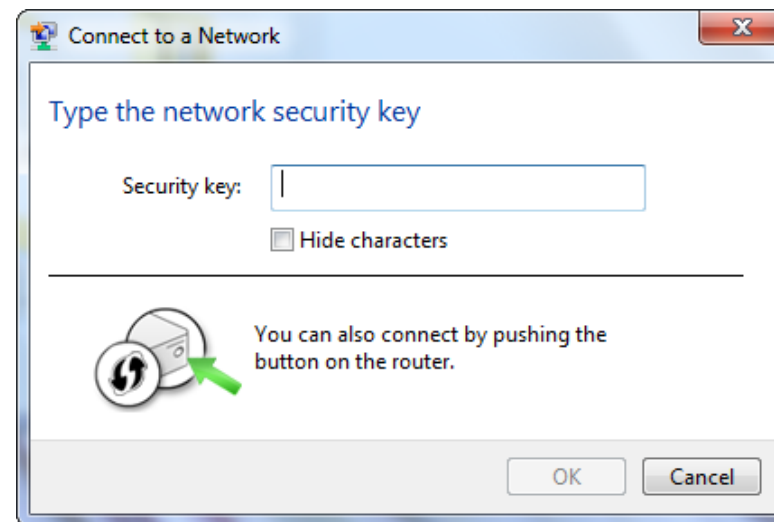 Connect to a Network
Type the network security key
Security key:
Hide characters
You can also connect by pushing the
button on the router.
OK Cancel